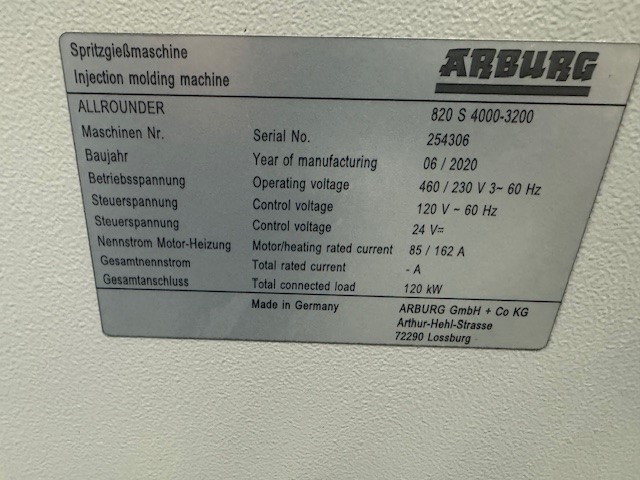 Spritzgießmaschine
Injection molding machine
ARBURG
ALLROUNDER 820 S 4000-3200
Maschinen Nr. Serial No. 254306
Baujahr Year of manufacturing 06 / 2020
Betriebsspannung Operating voltage 460 / 230 V 3~ 60 Hz
Steuerspannung Control voltage 120 V ~ 60 Hz
Steuerspannung Control voltage 24 V⎓
Nennstrom Motor-Heizung Motor/heating rated current 85 / 162 A
Gesamtnennstrom Total rated current - A
Gesamtanschluss Total connected load 120 kW
Made in Germany ARBURG GmbH + Co KG
Arthur-Hehl-Strasse
72290 Lossburg